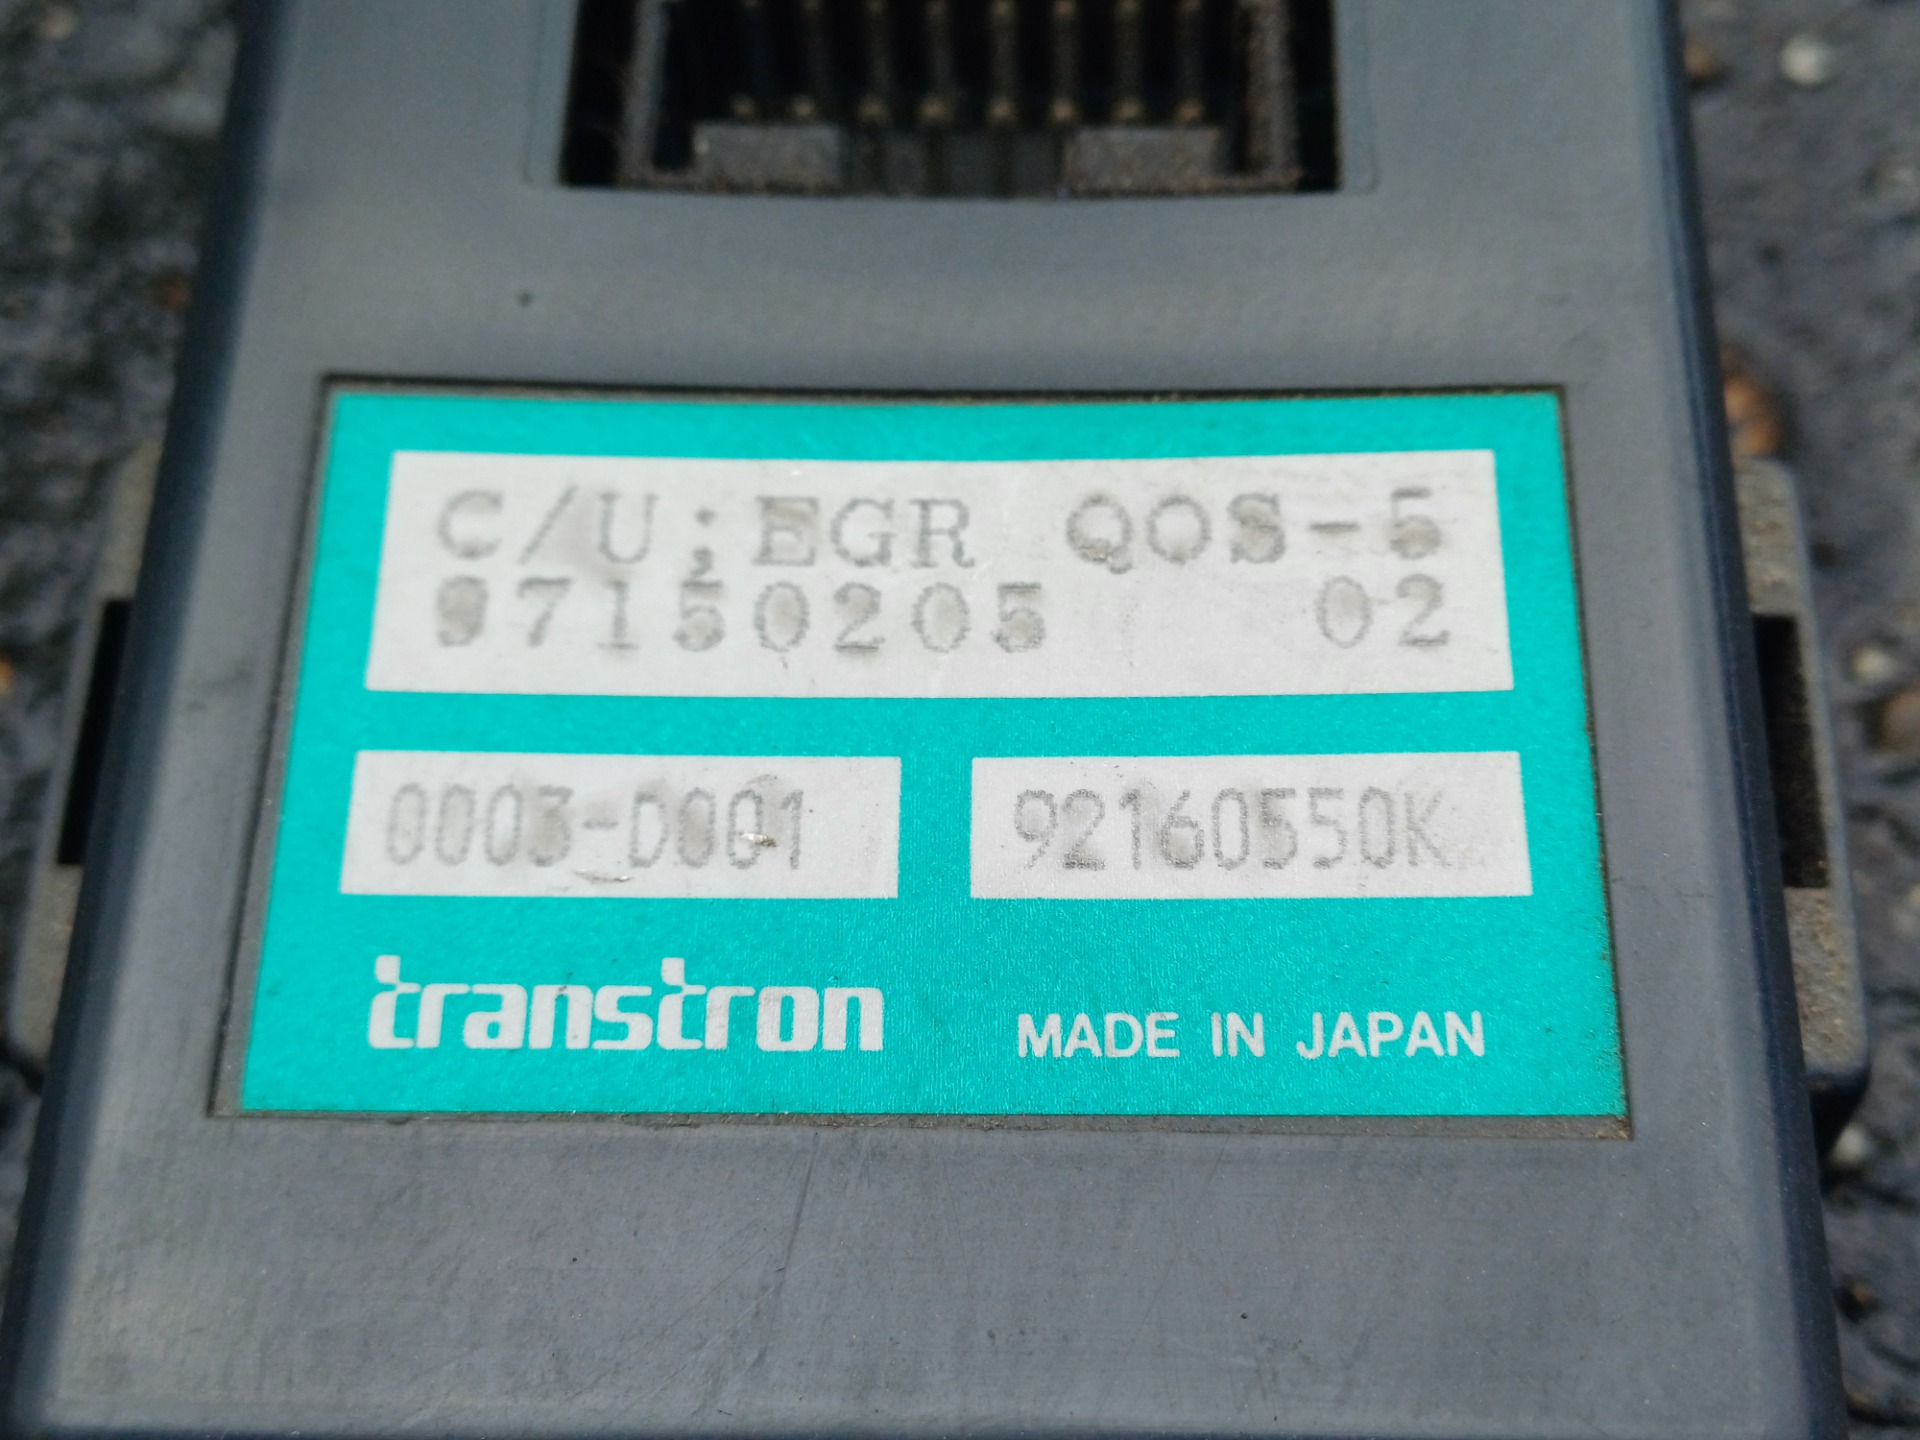 C/U;EGR QOS-5
97150205 02
0003-D001 92160550K
transtron MADE IN JAPAN